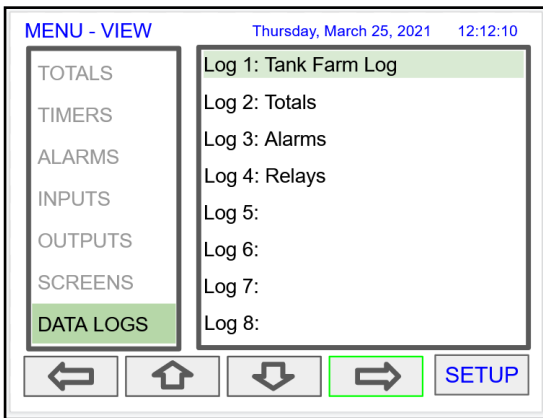 MENU - VIEW
Thursday, March 25, 2021 12:12:10
TOTALS
TIMERS
ALARMS
INPUTS
OUTPUTS
SCREENS
DATA LOGS
Log 1: Tank Farm Log
Log 2: Totals
Log 3: Alarms
Log 4: Relays
Log 5:
Log 6:
Log 7:
Log 8:
SETUP